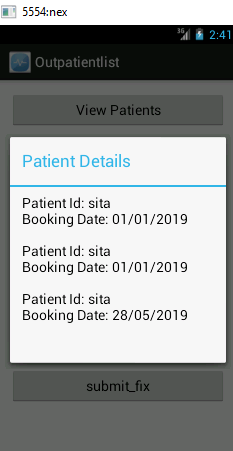 5554:nex
3G 2:41
Outpatientlist
View Patients
Patient Details
Patient Id: sita
Booking Date: 01/01/2019
Patient Id: sita
Booking Date: 01/01/2019
Patient Id: sita
Booking Date: 28/05/2019
submit_fix